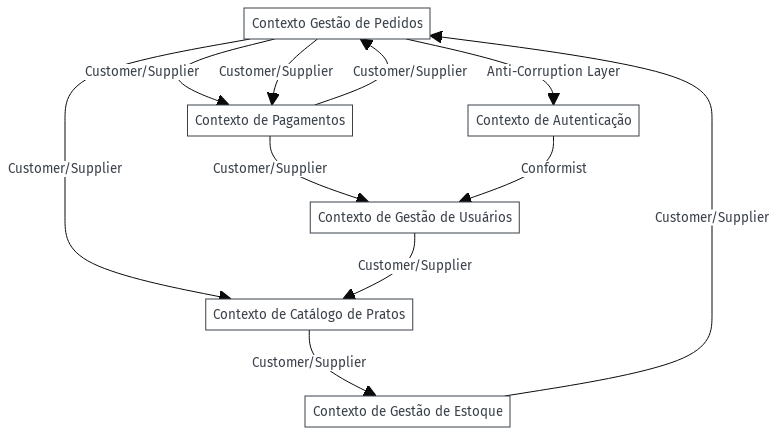 Contexto Gestão de Pedidos
Customer/Supplier
Customer/Supplier
Customer/Supplier
Anti-Corruption Layer
Contexto de Pagamentos
Contexto de Autenticação
Customer/Supplier
Customer/Supplier
Conformist
Contexto de Gestão de Usuários
Customer/Supplier
Customer/Supplier
Contexto de Catálogo de Pratos
Customer/Supplier
Contexto de Gestão de Estoque